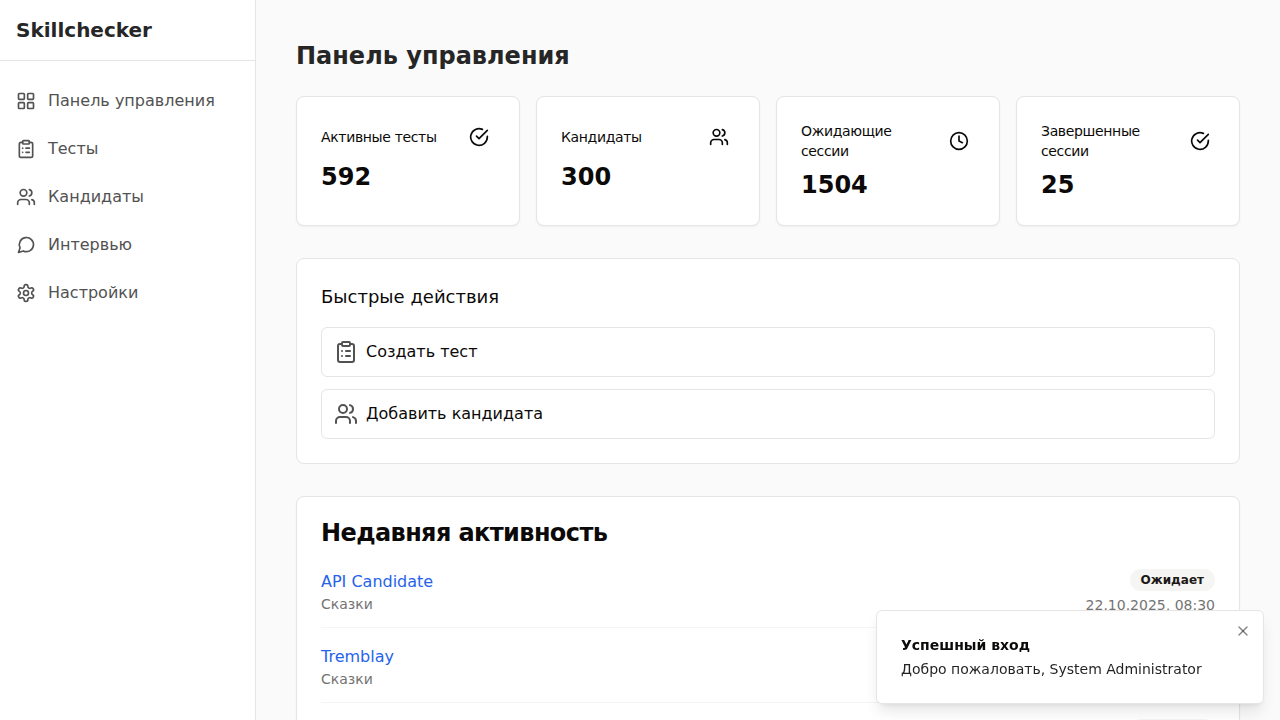 Skillchecker
Панель управления
Тесты
Кандидаты
Интервью
Настройки
Панель управления
Активные тесты
592
Кандидаты
300
Ожидающие
сессии
1504
Завершенные
сессии
25
Быстрые действия
Создать тест
Добавить кандидата
Недавняя активность
API Candidate
Сказки
Ожидает
22.10.2025, 08:30
Tremblay
Сказки
Успешный вход
Добро пожаловать, System Administrator